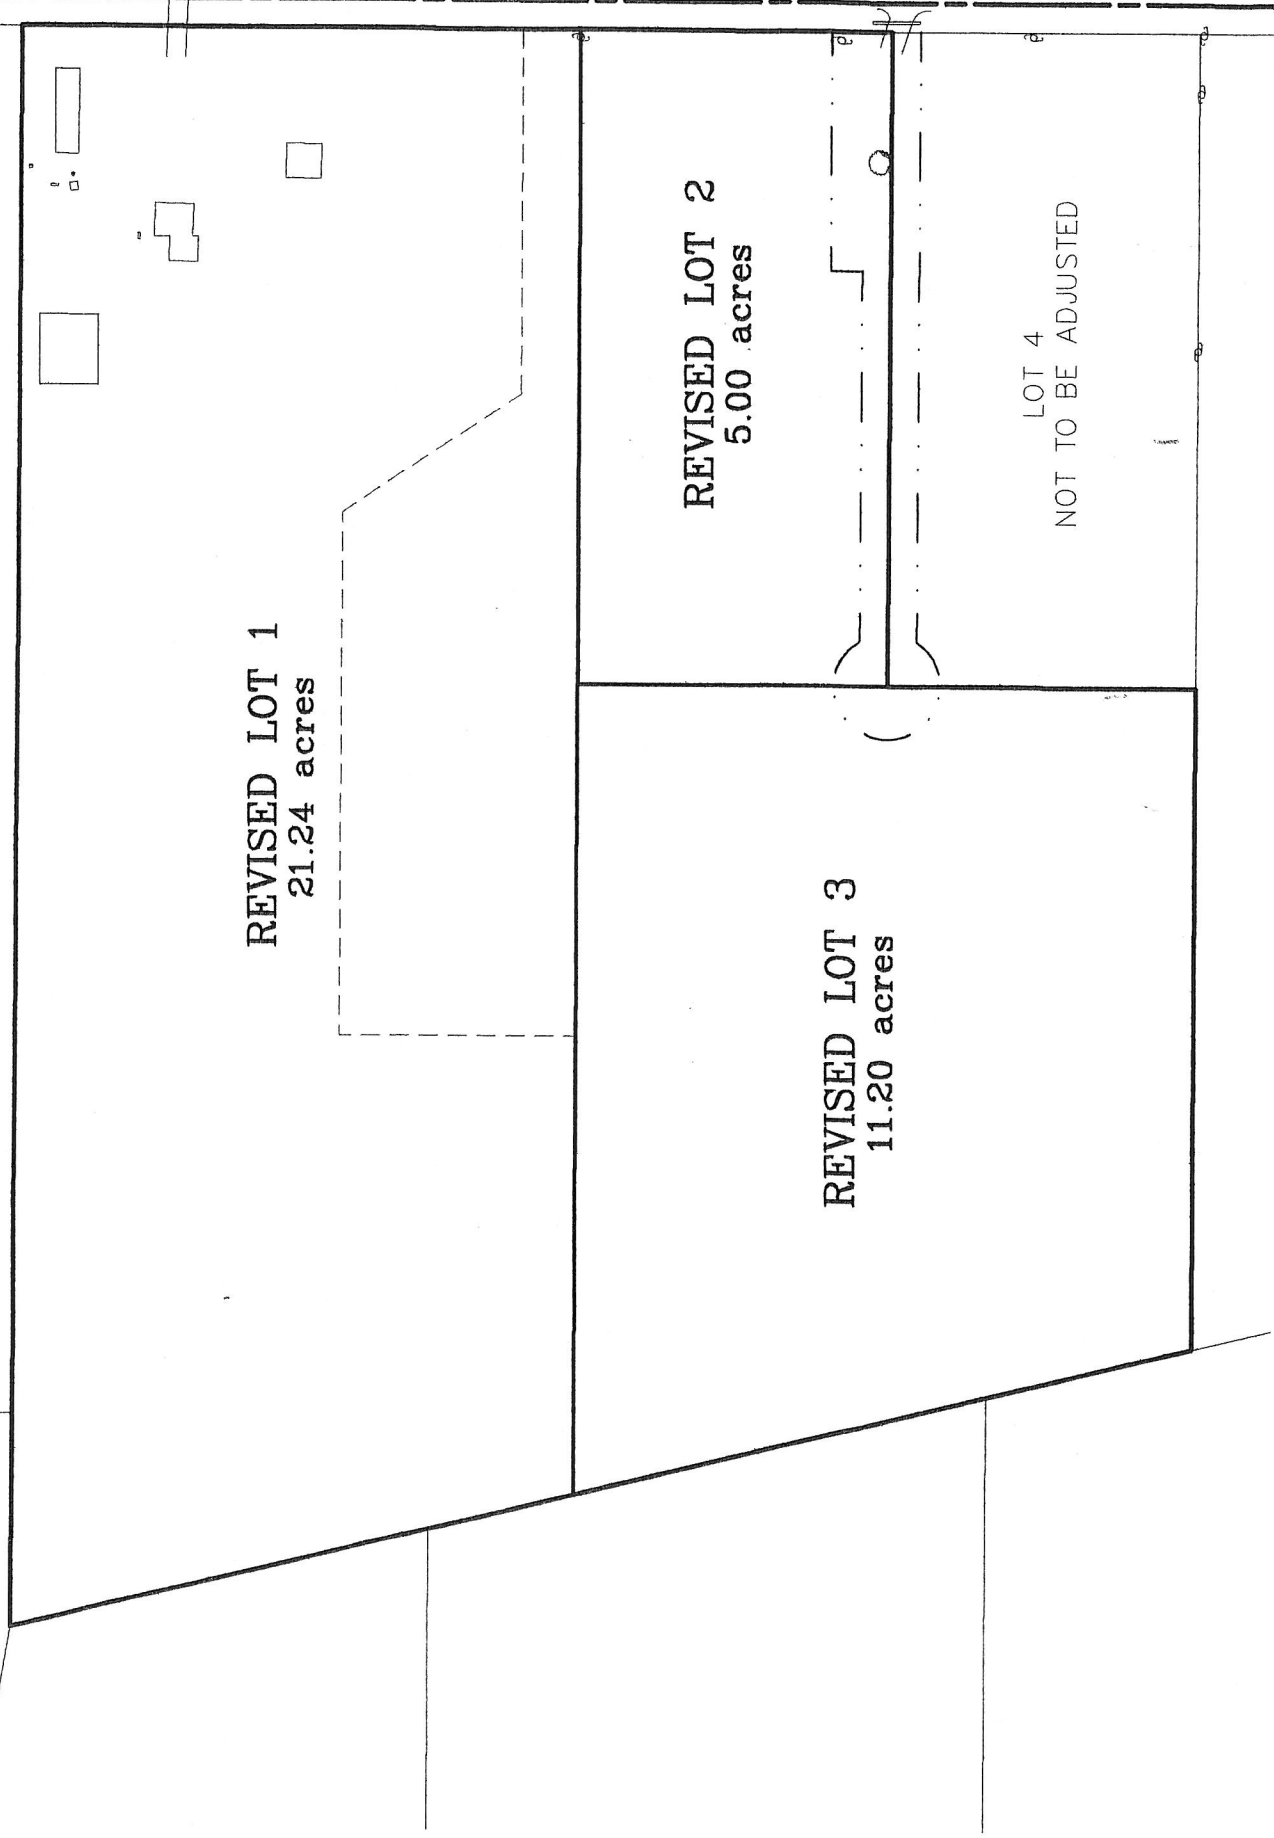 REVISED LOT 1
21.24 acres
REVISED LOT 2
5.00 acres
LOT 4
NOT TO BE ADJUSTED
REVISED LOT 3
11.20 acres